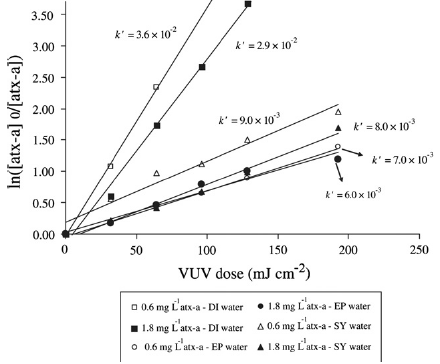 3.50
3.00
2.50
2.00
1.50
1.00
0.50
0.00
ln([atx-a] 0/[atx-a])
k' = 3.6 × 10⁻²
k' = 2.9 × 10⁻²
k' = 9.0 × 10⁻³
k' = 8.0 × 10⁻³
k' = 7.0 × 10⁻³
k' = 6.0 × 10⁻³
0 50 100 150 200 250
VUV dose (mJ cm⁻²)
□ 0.6 mg L⁻¹ atx-a - DI water ● 1.8 mg L⁻¹ atx-a - EP water
■ 1.8 mg L⁻¹ atx-a - DI water △ 0.6 mg L⁻¹ atx-a - SY water
○ 0.6 mg L⁻¹ atx-a - EP water ▲ 1.8 mg L⁻¹ atx-a - SY water